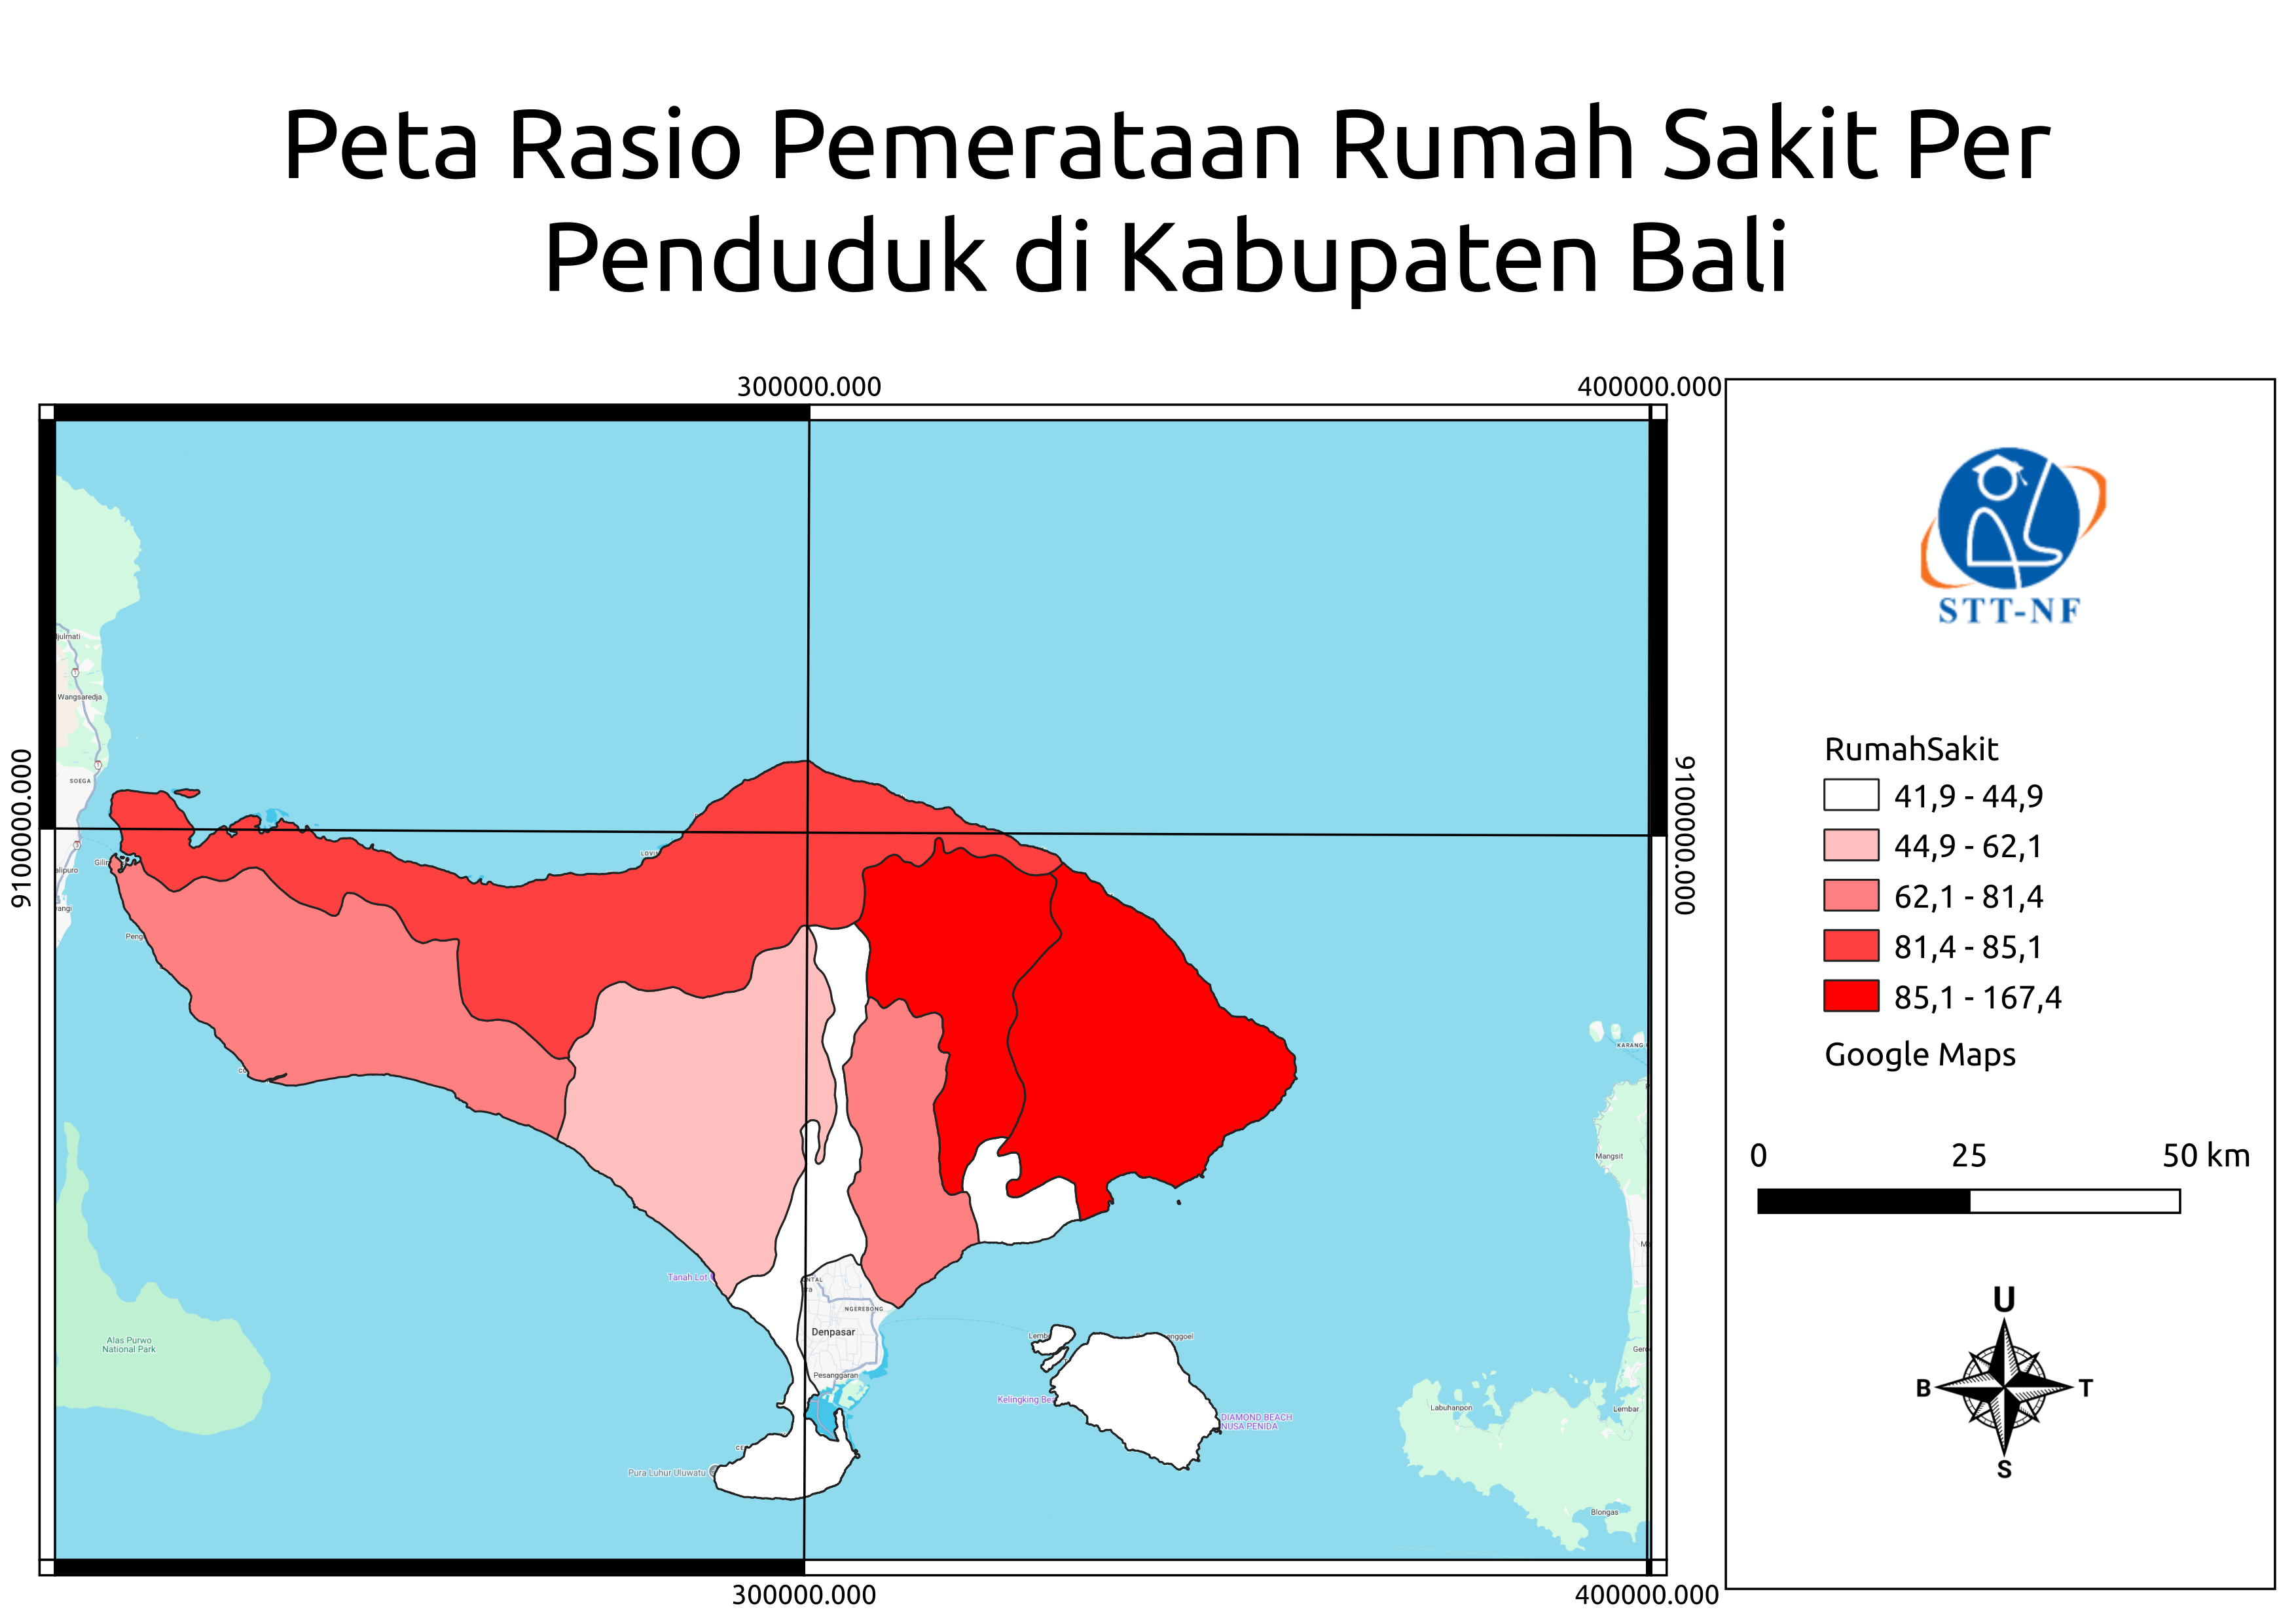 Peta Rasio Pemerataan Rumah Sakit Per
Penduduk di Kabupaten Bali
300000.000
400000.000
9100000.000
9100000.000
Wangsaredja
SOEGA
Tanah Lot
NGEREBONG
Denpasar
Pesanggaran
Pura Luhur Uluwatu
DIAMOND BEACH
NUSA PENIDA
Alas Purwo
National Park
Mangsit
Labuhanpon
Lembar
Blongas
300000.000
400000.000
STT-NF
RumahSakit
41,9 - 44,9
44,9 - 62,1
62,1 - 81,4
81,4 - 85,1
85,1 - 167,4
Google Maps
0 25 50 km
U
B T
S